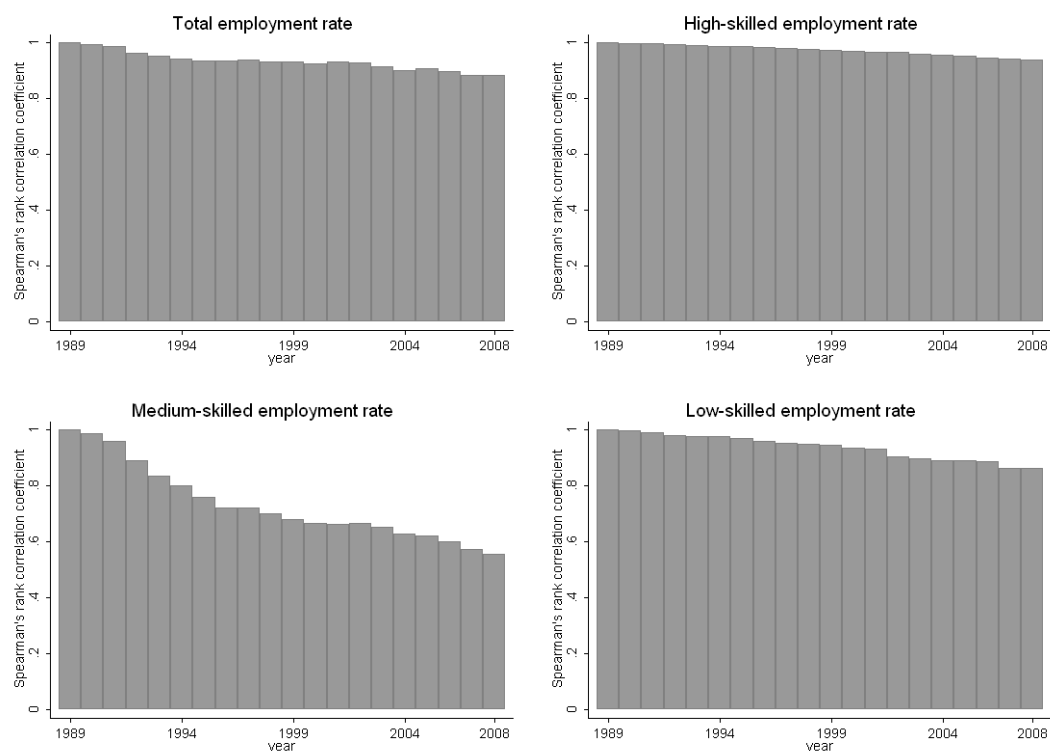 Total employment rate
Spearman's rank correlation coefficient
1
.8
.6
.4
.2
0
1989 1994 1999 2004 2008
year
High-skilled employment rate
Spearman's rank correlation coefficient
1
.8
.6
.4
.2
0
1989 1994 1999 2004 2008
year
Medium-skilled employment rate
Spearman's rank correlation coefficient
1
.8
.6
.4
.2
0
1989 1994 1999 2004 2008
year
Low-skilled employment rate
Spearman's rank correlation coefficient
1
.8
.6
.4
.2
0
1989 1994 1999 2004 2008
year